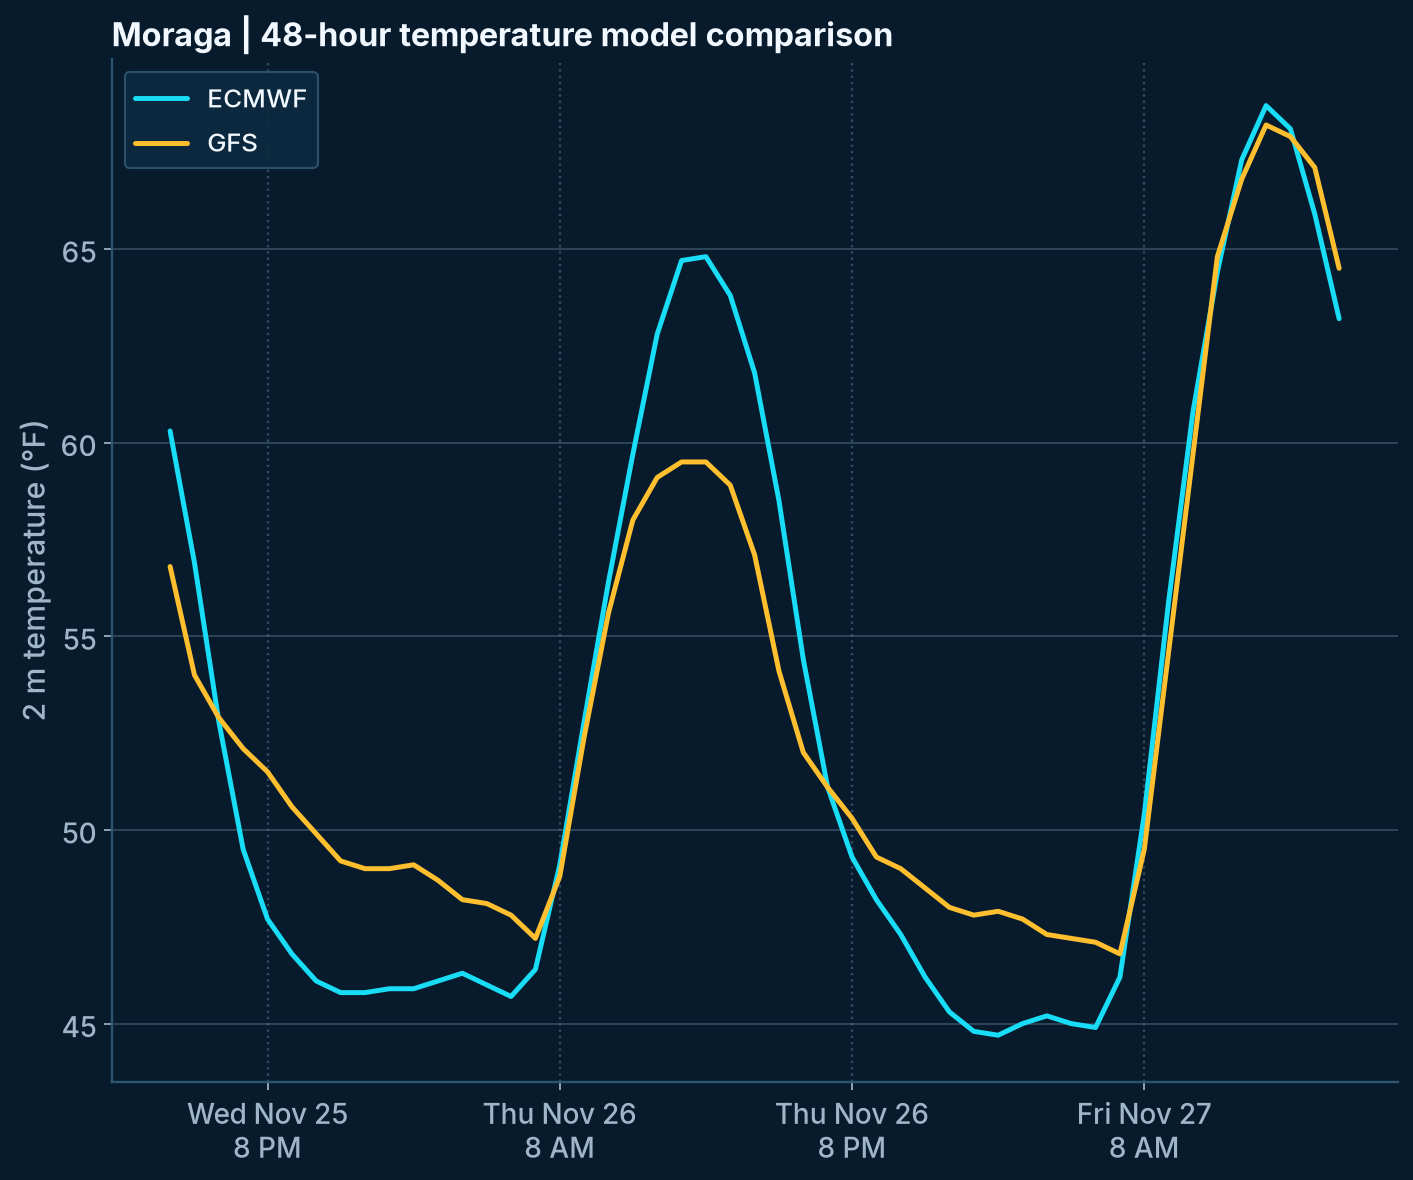 Moraga | 48-hour temperature model comparison
ECMWF
GFS
2 m temperature (°F)
65
60
55
50
45
Wed Nov 25
8 PM
Thu Nov 26
8 AM
Thu Nov 26
8 PM
Fri Nov 27
8 AM